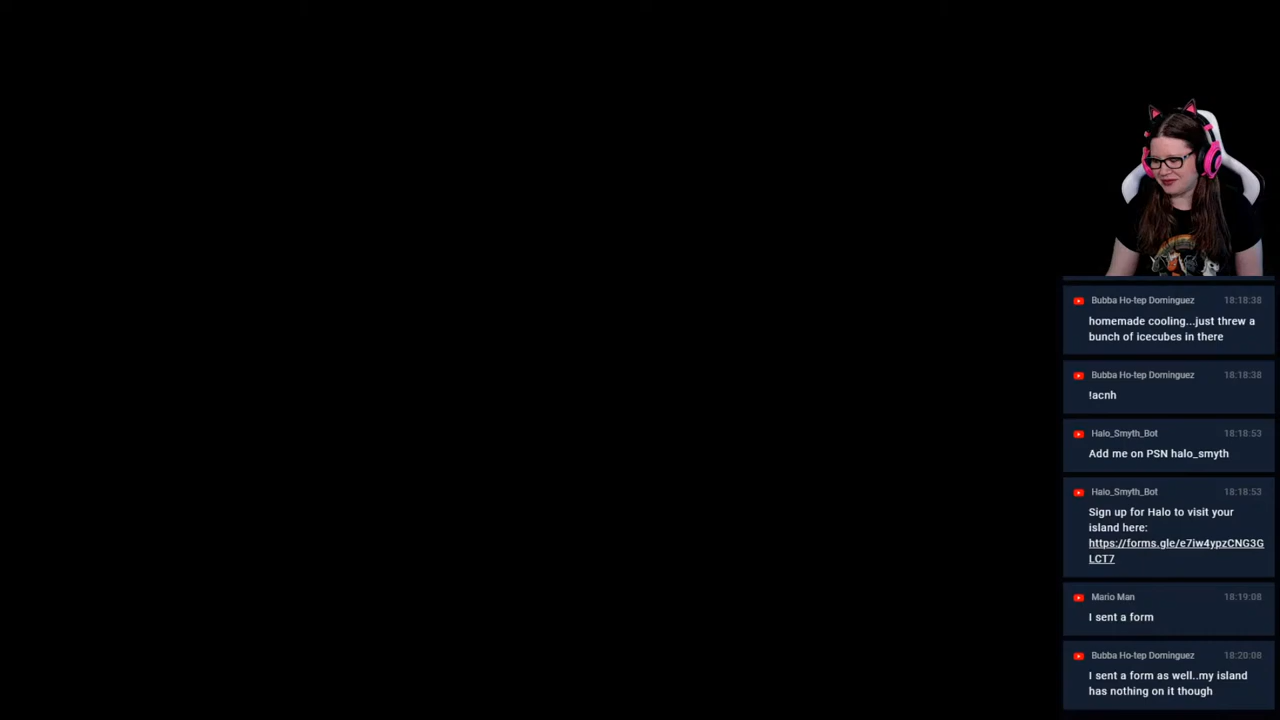 Bubba Ho-tep Dominguez 18:18:38
homemade cooling...just threw a
bunch of icecubes in there
Bubba Ho-tep Dominguez 18:18:38
!acnh
Halo_Smyth_Bot 18:18:53
Add me on PSN halo_smyth
Halo_Smyth_Bot 18:18:53
Sign up for Halo to visit your
island here:
https://forms.gle/e7iw4ypzCNG3G
LCT7
Mario Man 18:19:08
I sent a form
Bubba Ho-tep Dominguez 18:20:08
I sent a form as well..my island
has nothing on it though